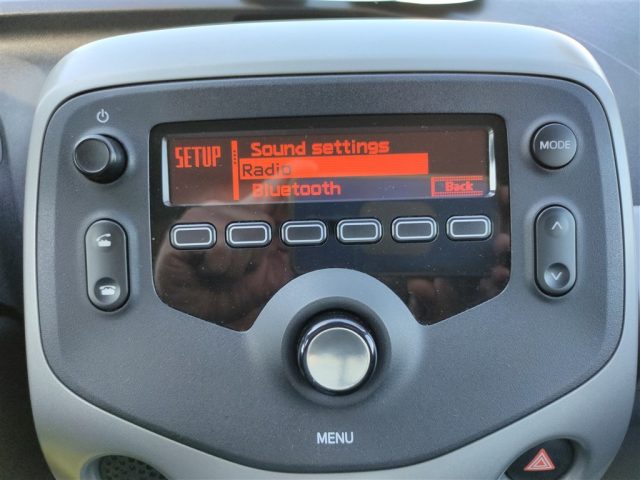 SETUP
Sound settings
Radio
Bluetooth
Back
MODE
MENU